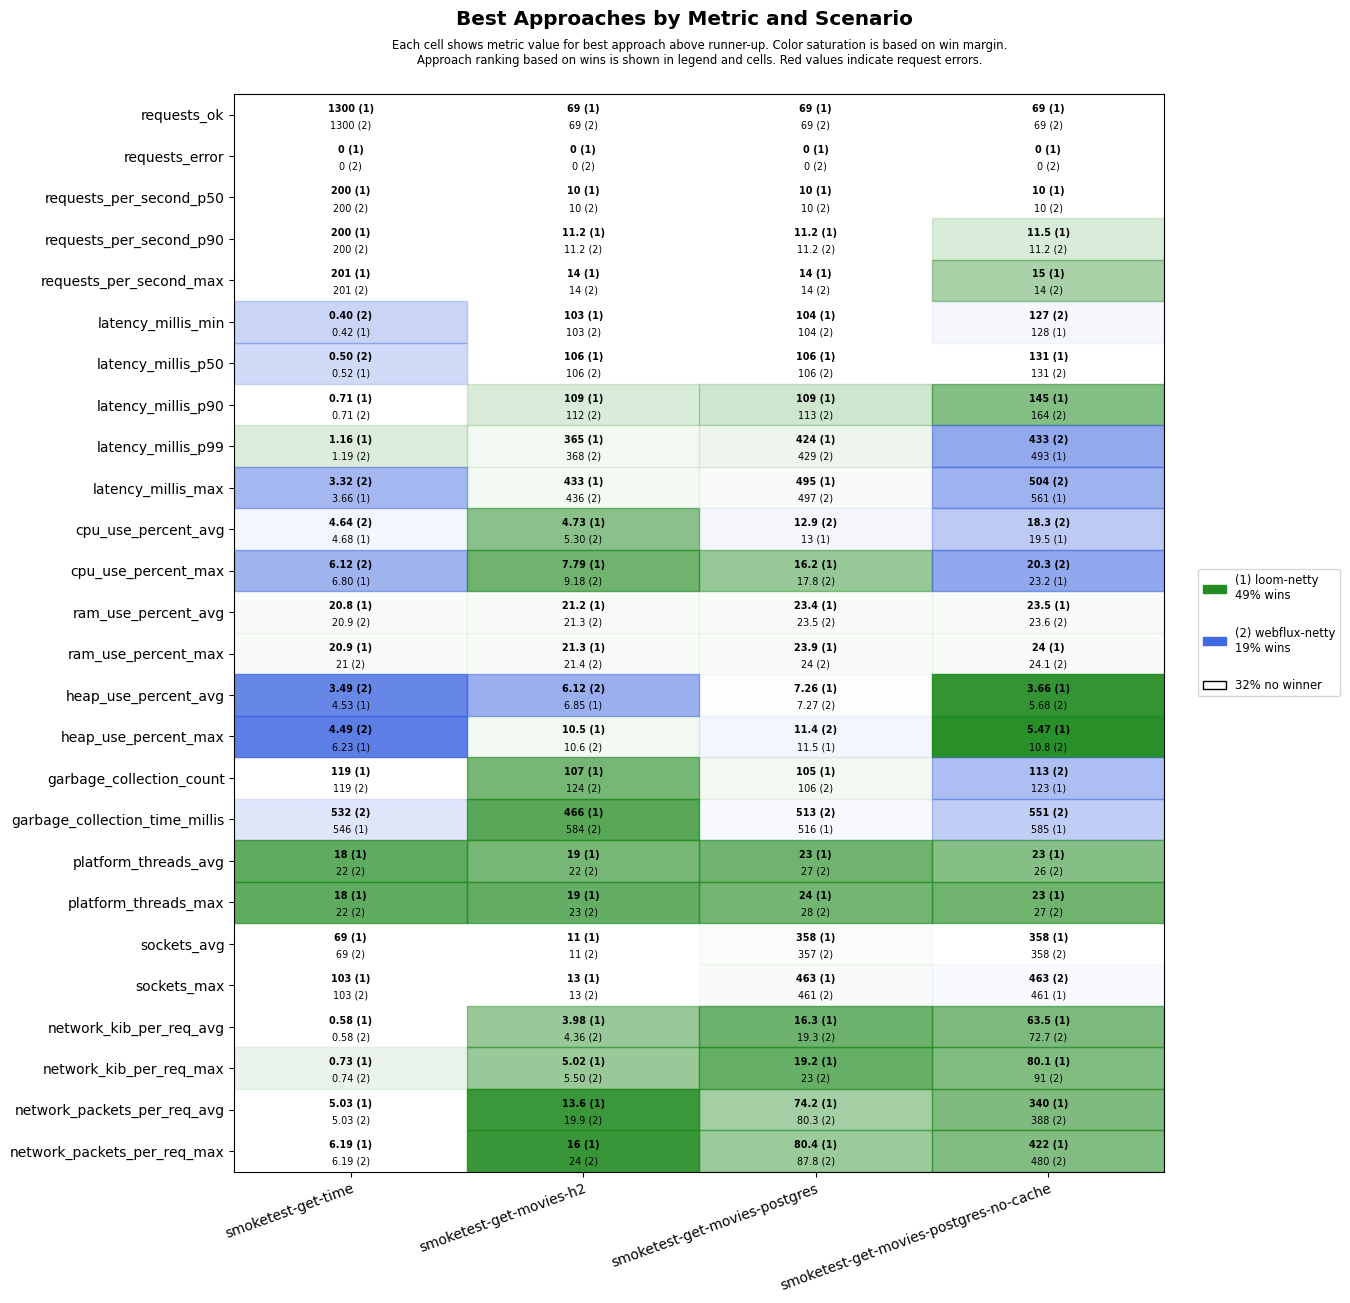 Best Approaches by Metric and Scenario
Each cell shows metric value for best approach above runner-up. Color saturation is based on win margin.
Approach ranking based on wins is shown in legend and cells. Red values indicate request errors.
requests_ok
1300 (1) 69 (1) 69 (1) 69 (1)
1300 (2) 69 (2) 69 (2) 69 (2)
requests_error
0 (1) 0 (1) 0 (1) 0 (1)
0 (2) 0 (2) 0 (2) 0 (2)
requests_per_second_p50
200 (1) 10 (1) 10 (1) 10 (1)
200 (2) 10 (2) 10 (2) 10 (2)
requests_per_second_p90
200 (1) 11.2 (1) 11.2 (1) 11.5 (1)
200 (2) 11.2 (2) 11.2 (2) 11.2 (2)
requests_per_second_max
201 (1) 14 (1) 14 (1) 15 (1)
201 (2) 14 (2) 14 (2) 14 (2)
latency_millis_min
0.40 (2) 103 (1) 104 (1) 127 (2)
0.42 (1) 103 (2) 104 (2) 128 (1)
latency_millis_p50
0.50 (2) 106 (1) 106 (1) 131 (1)
0.52 (1) 106 (2) 106 (2) 131 (2)
latency_millis_p90
0.71 (1) 109 (1) 109 (1) 145 (1)
0.71 (2) 112 (2) 113 (2) 164 (2)
latency_millis_p99
1.16 (1) 365 (1) 424 (1) 433 (2)
1.19 (2) 368 (2) 429 (2) 493 (1)
latency_millis_max
3.32 (2) 433 (1) 495 (1) 504 (2)
3.66 (1) 436 (2) 497 (2) 561 (1)
cpu_use_percent_avg
4.64 (2) 4.73 (1) 12.9 (2) 18.3 (2)
4.68 (1) 5.30 (2) 13 (1) 19.5 (1)
cpu_use_percent_max
6.12 (2) 7.79 (1) 16.2 (1) 20.3 (2)
6.80 (1) 9.18 (2) 17.8 (2) 23.2 (1)
ram_use_percent_avg
20.8 (1) 21.2 (1) 23.4 (1) 23.5 (1)
20.9 (2) 21.3 (2) 23.5 (2) 23.6 (2)
ram_use_percent_max
20.9 (1) 21.3 (1) 23.9 (1) 24 (1)
21 (2) 21.4 (2) 24 (2) 24.1 (2)
heap_use_percent_avg
3.49 (2) 6.12 (2) 7.26 (1) 3.66 (1)
4.53 (1) 6.85 (1) 7.27 (2) 5.68 (2)
heap_use_percent_max
4.49 (2) 10.5 (1) 11.4 (2) 5.47 (1)
6.23 (1) 10.6 (2) 11.5 (1) 10.8 (2)
garbage_collection_count
119 (1) 107 (1) 105 (1) 113 (2)
119 (2) 124 (2) 106 (2) 123 (1)
garbage_collection_time_millis
532 (2) 466 (1) 513 (2) 551 (2)
546 (1) 584 (2) 516 (1) 585 (1)
platform_threads_avg
18 (1) 19 (1) 23 (1) 23 (1)
22 (2) 22 (2) 27 (2) 26 (2)
platform_threads_max
18 (1) 19 (1) 24 (1) 23 (1)
22 (2) 23 (2) 28 (2) 27 (2)
sockets_avg
69 (1) 11 (1) 358 (1) 358 (1)
69 (2) 11 (2) 357 (2) 358 (2)
sockets_max
103 (1) 13 (1) 463 (1) 463 (2)
103 (2) 13 (2) 461 (2) 461 (1)
network_kib_per_req_avg
0.58 (1) 3.98 (1) 16.3 (1) 63.5 (1)
0.58 (2) 4.36 (2) 19.3 (2) 72.7 (2)
network_kib_per_req_max
0.73 (1) 5.02 (1) 19.2 (1) 80.1 (1)
0.74 (2) 5.50 (2) 23 (2) 91 (2)
network_packets_per_req_avg
5.03 (1) 13.6 (1) 74.2 (1) 340 (1)
5.03 (2) 19.9 (2) 80.3 (2) 388 (2)
network_packets_per_req_max
6.19 (1) 16 (1) 80.4 (1) 422 (1)
6.19 (2) 24 (2) 87.8 (2) 480 (2)
smoketest-get-time
smoketest-get-movies-h2
smoketest-get-movies-postgres
smoketest-get-movies-postgres-no-cache
(1) loom-netty
49% wins
(2) webflux-netty
19% wins
32% no winner